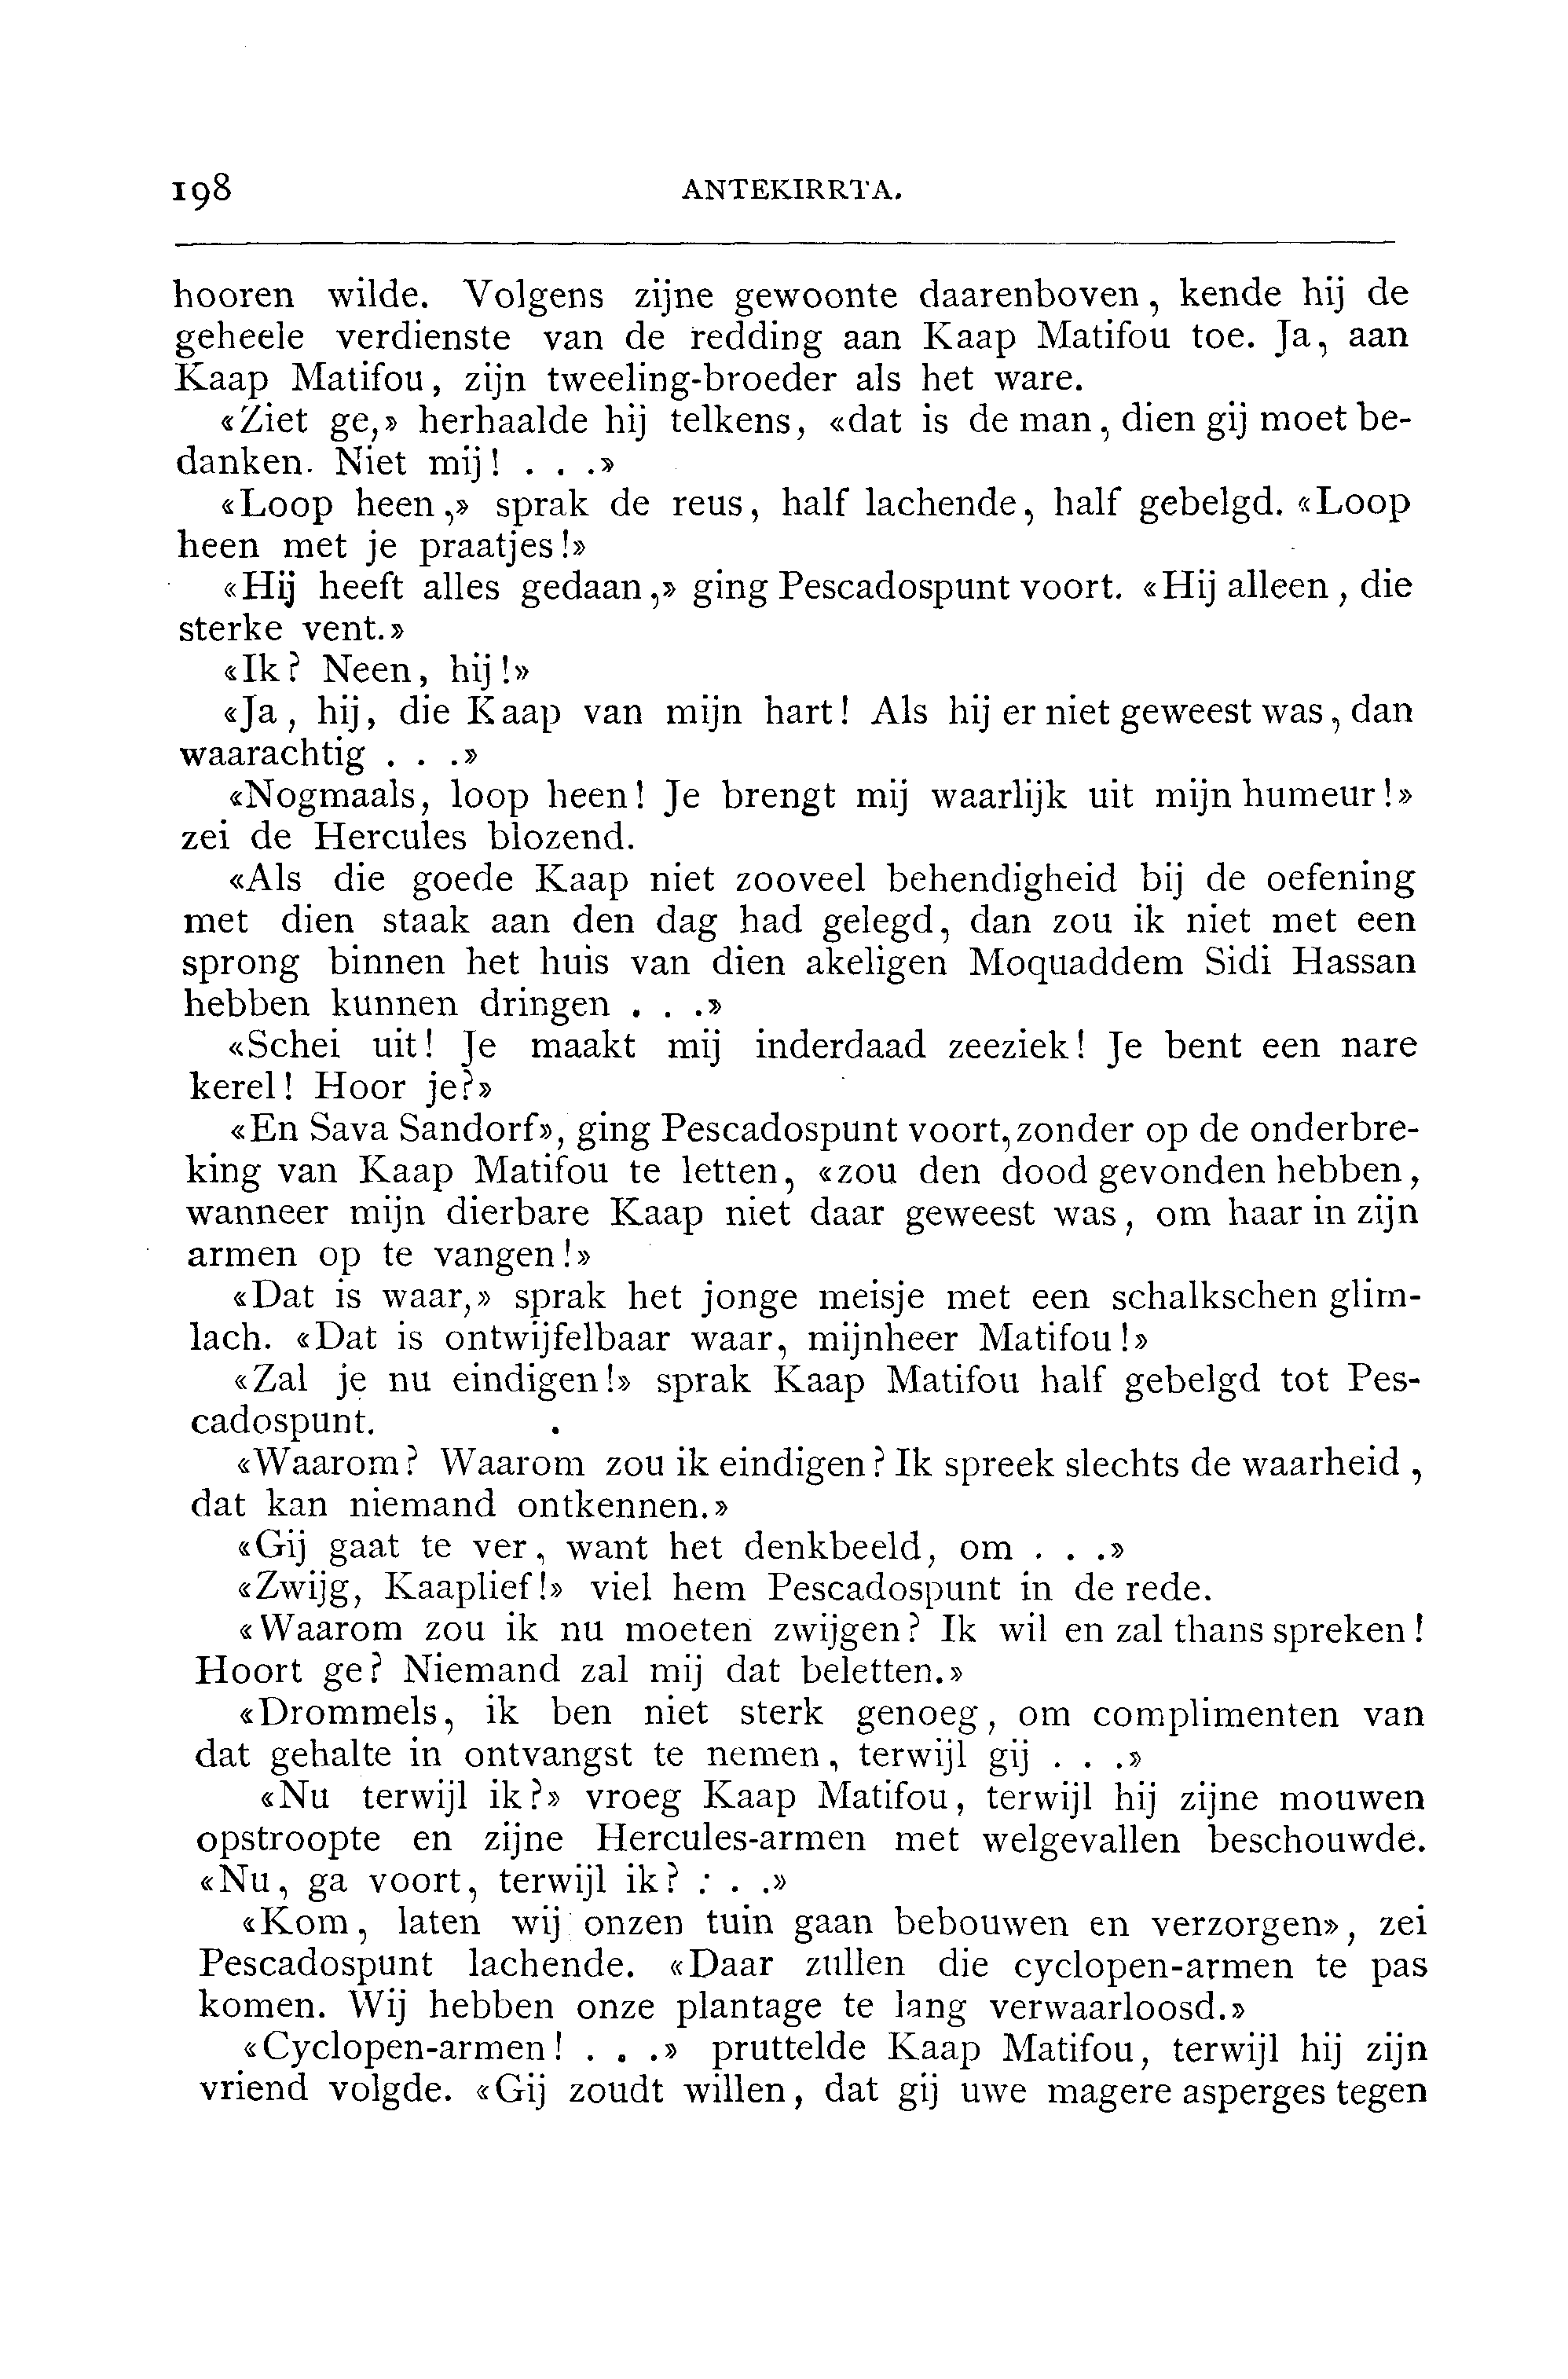 198
ANTEKIRRTA.
hooren wilde. Volgens zijne gewoonte daarenboven, kende hij de
geheele verdienste van de redding aan Kaap Matifou toe. Ja, aan
Kaap Matifou, zijn tweeling-broeder als het ware.
«Ziet ge,» herhaalde hij telkens, «dat is de man, dien gij moet be-
danken. Niet mij! . . .»
«Loop heen,» sprak de reus, half lachende, half gebelgd. «Loop
heen met je praatjes!»
«Hij heeft alles gedaan,» ging Pescadospunt voort. «Hij alleen, die
sterke vent.»
«Ik? Neen, hij!»
«Ja, hij, die Kaap van mijn hart! Als hij er niet geweest was, dan
waarachtig . . .»
«Nogmaals, loop heen! Je brengt mij waarlijk uit mijn humeur!»
zei de Hercules blozend.
«Als die goede Kaap niet zooveel behendigheid bij de oefening
met dien staak aan den dag had gelegd, dan zou ik niet met een
sprong binnen het huis van dien akeligen Moquaddem Sidi Hassan
hebben kunnen dringen . . .»
«Schei uit! Je maakt mij inderdaad zeeziek! Je bent een nare
kerel! Hoor je?»
«En Sava Sandorf», ging Pescadospunt voort, zonder op de onderbre-
king van Kaap Matifou te letten, «zou den dood gevonden hebben,
wanneer mijn dierbare Kaap niet daar geweest was, om haar in zijn
armen op te vangen!»
«Dat is waar,» sprak het jonge meisje met een schalkschen glim-
lach. «Dat is ontwijfelbaar waar, mijnheer Matifou!»
«Zal je nu eindigen!» sprak Kaap Matifou half gebelgd tot Pes-
cadospunt.
«Waarom? Waarom zou ik eindigen? Ik spreek slechts de waarheid,
dat kan niemand ontkennen.»
«Gij gaat te ver, want het denkbeeld, om . . .»
«Zwijg, Kaaplief!» viel hem Pescadospunt in de rede.
«Waarom zou ik nu moeten zwijgen? Ik wil en zal thans spreken!
Hoort ge? Niemand zal mij dat beletten.»
«Drommels, ik ben niet sterk genoeg, om complimenten van
dat gehalte in ontvangst te nemen, terwijl gij . . .»
«Nu terwijl ik?» vroeg Kaap Matifou, terwijl hij zijne mouwen
opstroopte en zijne Hercules-armen met welgevallen beschouwde.
«Nu, ga voort, terwijl ik? : . .»
«Kom, laten wij onzen tuin gaan bebouwen en verzorgen», zei
Pescadospunt lachende. «Daar zullen die cyclopen-armen te pas
komen. Wij hebben onze plantage te lang verwaarloosd.»
«Cyclopen-armen! . . .» pruttelde Kaap Matifou, terwijl hij zijn
vriend volgde. «Gij zoudt willen, dat gij uwe magere asperges tegen